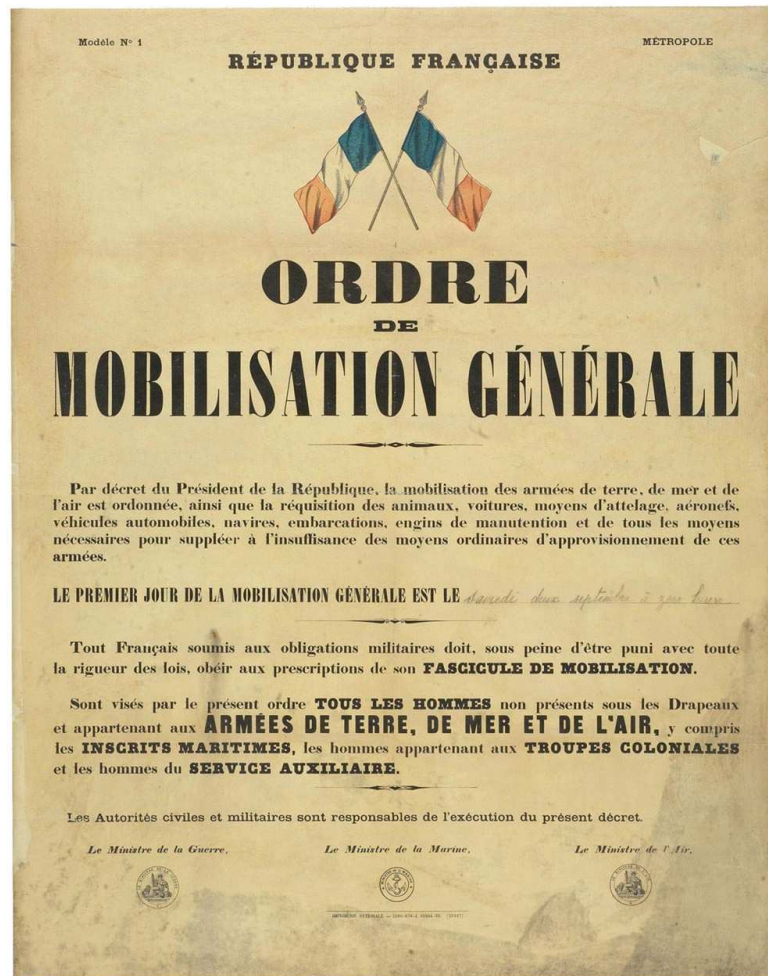 Modèle N° 1
MÉTROPOLE
RÉPUBLIQUE FRANÇAISE
ORDRE
DE
MOBILISATION GÉNÉRALE
Par décret du Président de la République, la mobilisation des armées de terre, de mer et de
l'air est ordonnée, ainsi que la réquisition des animaux, voitures, moyens d'attelage, aéronefs,
véhicules automobiles, navires, embarcations, engins de manutention et de tous les moyens
nécessaires pour suppléer à l'insuffisance des moyens ordinaires d'approvisionnement de ces
armées.
LE PREMIER JOUR DE LA MOBILISATION GÉNÉRALE EST LE samedi deux septembre à zéro heure
Tout Français soumis aux obligations militaires doit, sous peine d'être puni avec toute
la rigueur des lois, obéir aux prescriptions de son FASCICULE DE MOBILISATION.
Sont visés par le présent ordre TOUS LES HOMMES non présents sous les Drapeaux
et appartenant aux ARMÉES DE TERRE, DE MER ET DE L'AIR, y compris
les INSCRITS MARITIMES, les hommes appartenant aux TROUPES COLONIALES
et les hommes du SERVICE AUXILIAIRE.
Les Autorités civiles et militaires sont responsables de l'exécution du présent décret.
Le Ministre de la Guerre,
Le Ministre de la Marine,
Le Ministre de l'Air,
IMPRIMERIE NATIONALE